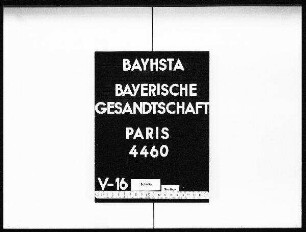 BAYHSTA
BAYERISCHE
GESANDTSCHAFT
PARIS
4460
V-16